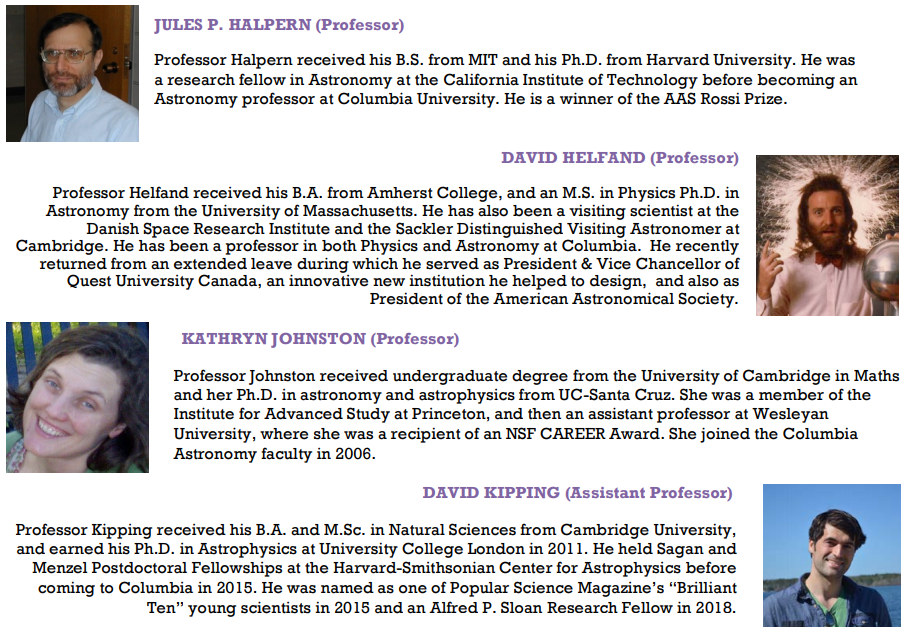 JULES P. HALPERN (Professor)
Professor Halpern received his B.S. from MIT and his Ph.D. from Harvard University. He was
a research fellow in Astronomy at the California Institute of Technology before becoming an
Astronomy professor at Columbia University. He is a winner of the AAS Rossi Prize.
DAVID HELFAND (Professor)
Professor Helfand received his B.A. from Amherst College, and an M.S. in Physics Ph.D. in
Astronomy from the University of Massachusetts. He has also been a visiting scientist at the
Danish Space Research Institute and the Sackler Distinguished Visiting Astronomer at
Cambridge. He has been a professor in both Physics and Astronomy at Columbia. He recently
returned from an extended leave during which he served as President & Vice Chancellor of
Quest University Canada, an innovative new institution he helped to design, and also as
President of the American Astronomical Society.
KATHRYN JOHNSTON (Professor)
Professor Johnston received undergraduate degree from the University of Cambridge in Maths
and her Ph.D. in astronomy and astrophysics from UC-Santa Cruz. She was a member of the
Institute for Advanced Study at Princeton, and then an assistant professor at Wesleyan
University, where she was a recipient of an NSF CAREER Award. She joined the Columbia
Astronomy faculty in 2006.
DAVID KIPPING (Assistant Professor)
Professor Kipping received his B.A. and M.Sc. in Natural Sciences from Cambridge University,
and earned his Ph.D. in Astrophysics at University College London in 2011. He held Sagan and
Menzel Postdoctoral Fellowships at the Harvard-Smithsonian Center for Astrophysics before
coming to Columbia in 2015. He was named as one of Popular Science Magazine's “Brilliant
Ten” young scientists in 2015 and an Alfred P. Sloan Research Fellow in 2018.